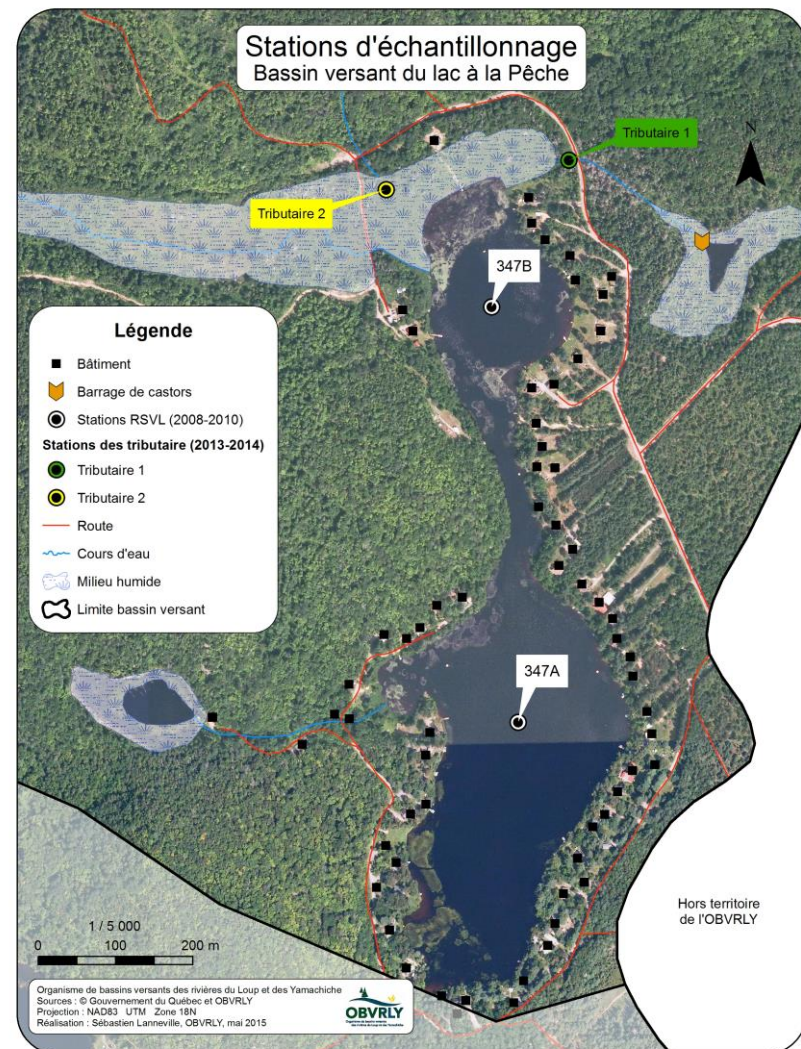 Stations d'échantillonnage
Bassin versant du lac à la Pêche
N
Tributaire 1
Tributaire 2
347B
Légende
Bâtiment
Barrage de castors
Stations RSVL (2008-2010)
Stations des tributaire (2013-2014)
Tributaire 1
Tributaire 2
Route
Cours d'eau
Milieu humide
Limite bassin versant
347A
Hors territoire
de l'OBVRLY
1 / 5 000
0 100 200 m
Organisme de bassins versants des rivières du Loup et des Yamachiche
Sources : © Gouvernement du Québec et OBVRLY
Projection : NAD83 UTM Zone 18N
Réalisation : Sébastien Lanneville, OBVRLY, mai 2015
OBVRLY